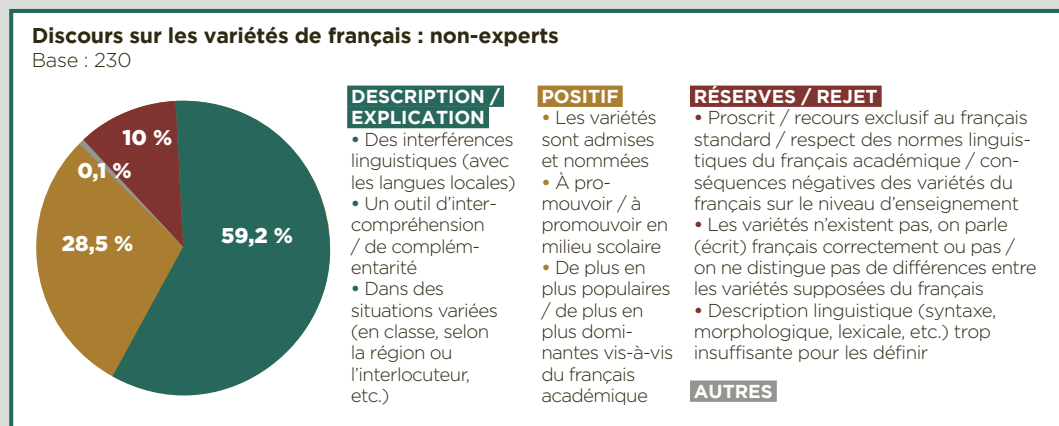 Discours sur les variétés de français : non-experts
Base : 230
10 %
0,1 %
28,5 %
59,2 %
DESCRIPTION /
EXPLICATION
• Des interférences
linguistiques (avec
les langues locales)
• Un outil d'inter-
compréhension
/ de complém-
entarité
• Dans des
situations variées
(en classe, selon
la région ou
l'interlocuteur,
etc.)
POSITIF
• Les variétés
sont admises
et nommées
• À pro-
mouvoir / à
promouvoir en
milieu scolaire
• De plus en
plus populaires
/ de plus en
plus domi-
nantes vis-à-vis
du français
académique
RÉSERVES / REJET
• Proscrit / recours exclusif au français
standard / respect des normes linguis-
tiques du français académique / con-
séquences négatives des variétés du
français sur le niveau d'enseignement
• Les variétés n'existent pas, on parle
(écrit) français correctement ou pas /
on ne distingue pas de différences entre
les variétés supposées du français
• Description linguistique (syntaxe,
morphologique, lexicale, etc.) trop
insuffisante pour les définir
AUTRES